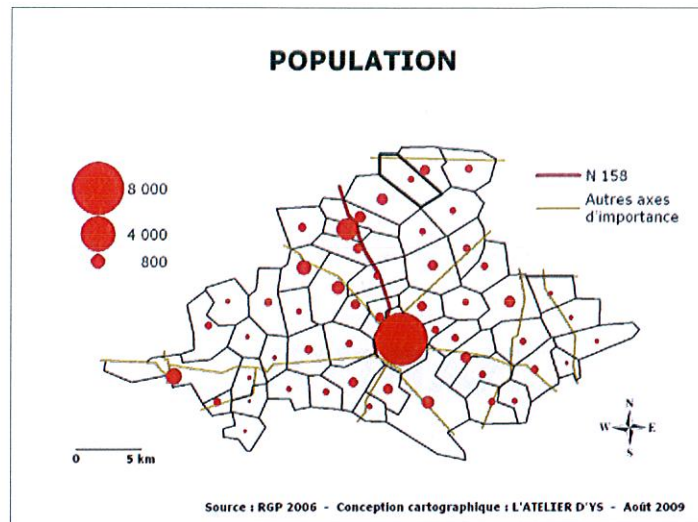 POPULATION
8 000
4 000
800
N 158
Autres axes
d'importance
N
W E
S
0 5 km
Source : RGP 2006 - Conception cartographique : L'ATELIER D'YS - Août 2009